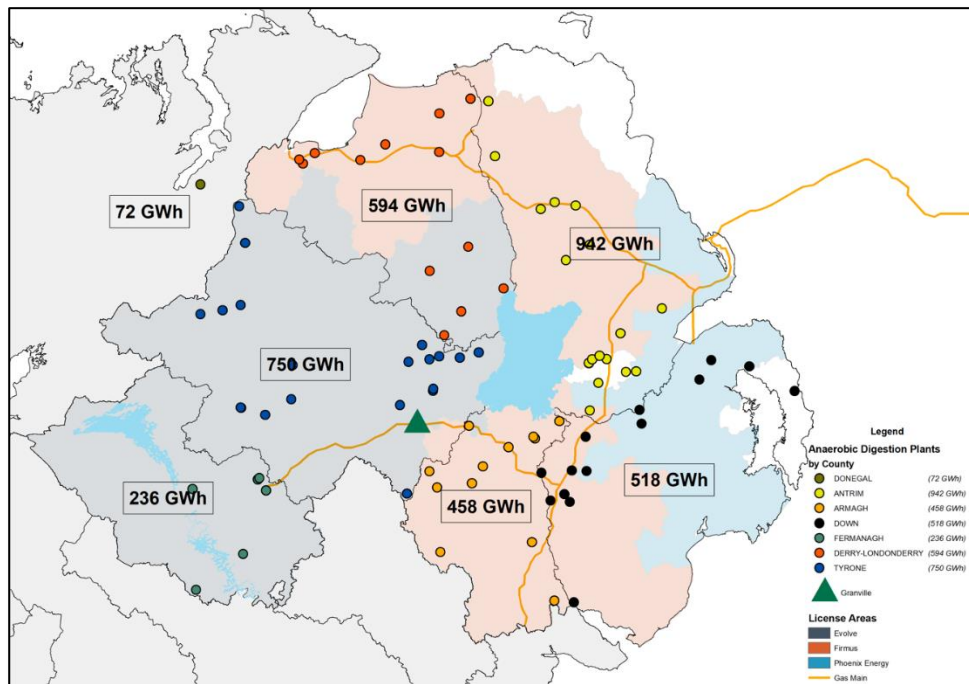 72 GWh
594 GWh
942 GWh
750 GWh
236 GWh
458 GWh
518 GWh
Legend
Anaerobic Digestion Plants
by County
DONEGAL (72 GWh)
ANTRIM (942 GWh)
ARMAGH (458 GWh)
DOWN (518 GWh)
FERMANAGH (236 GWh)
DERRY-LONDONDERRY (594 GWh)
TYRONE (750 GWh)
Granville
License Areas
Evolve
Firmus
Phoenix Energy
Gas Main